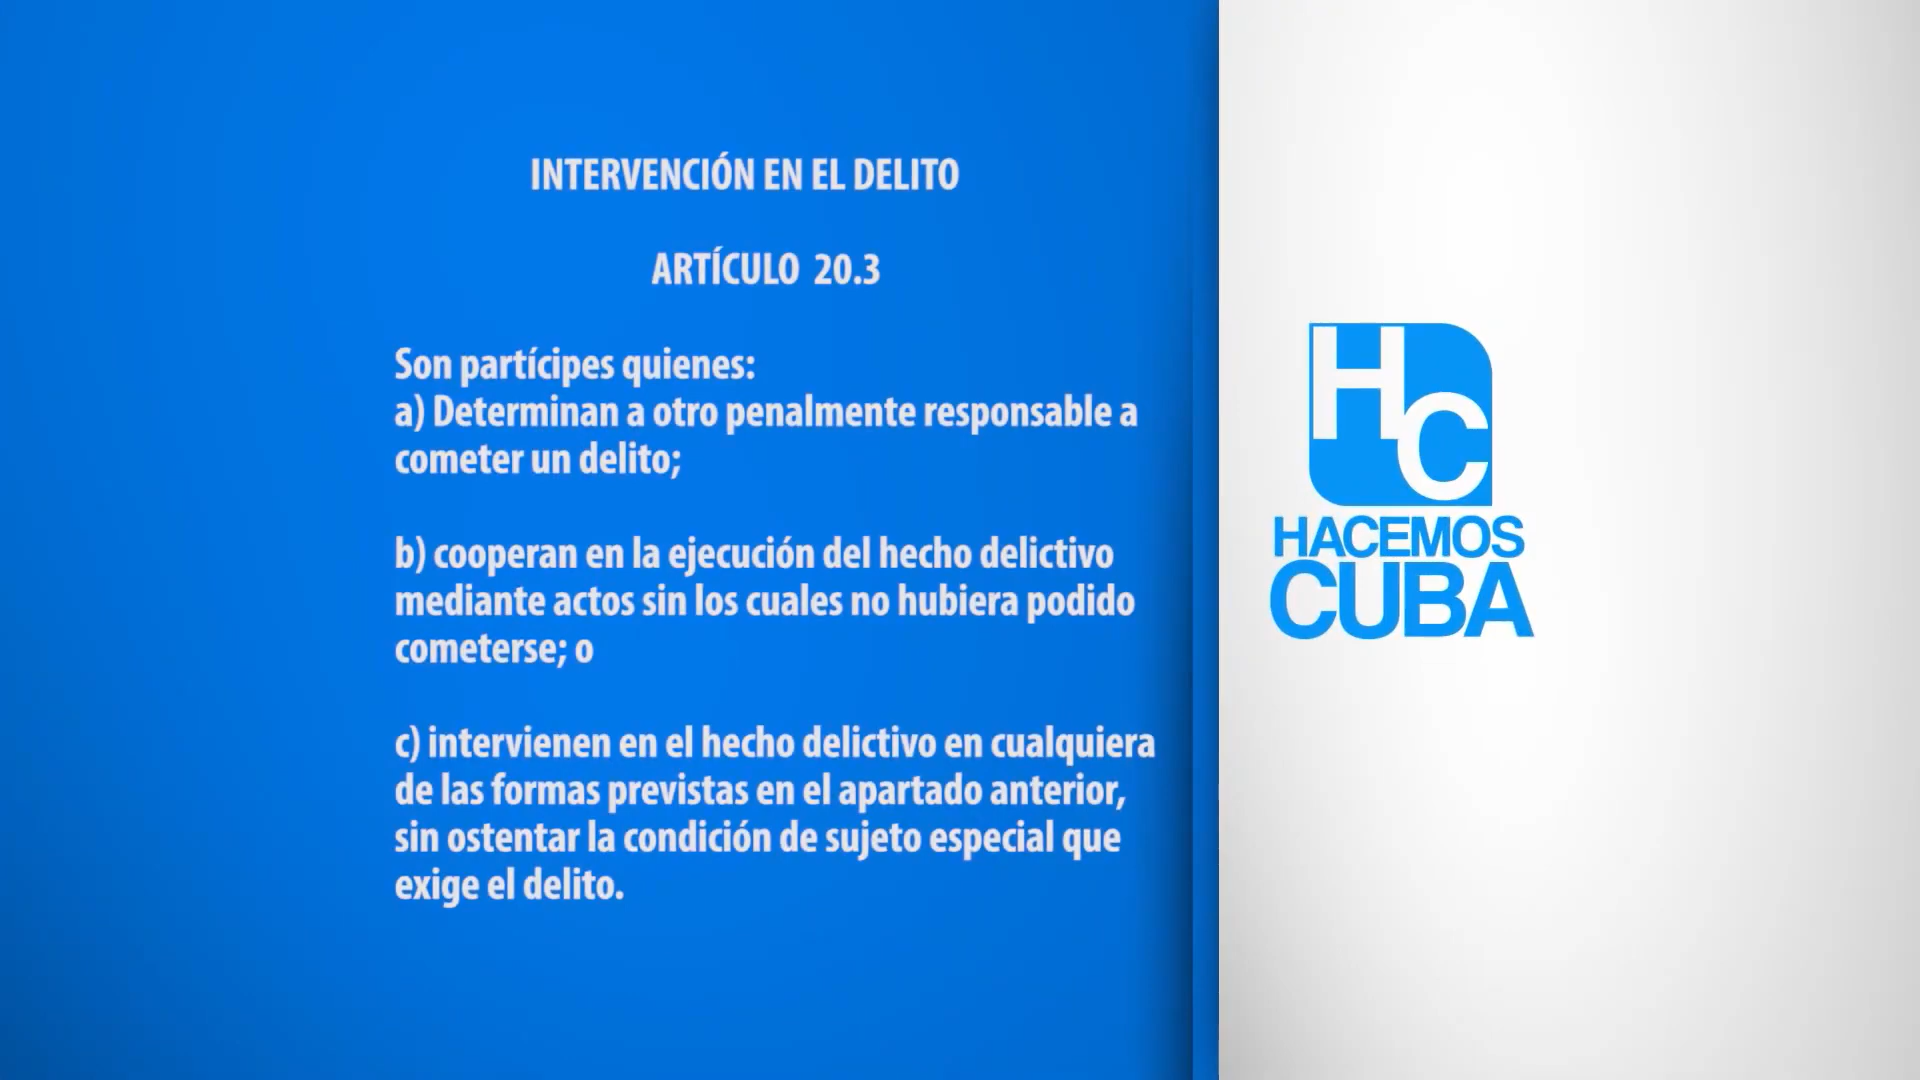 INTERVENCIÓN EN EL DELITO
ARTÍCULO 20.3
Son partícipes quienes:
a) Determinan a otro penalmente responsable a
cometer un delito;
b) cooperan en la ejecución del hecho delictivo
mediante actos sin los cuales no hubiera podido
cometerse; o
c) intervienen en el hecho delictivo en cualquiera
de las formas previstas en el apartado anterior,
sin ostentar la condición de sujeto especial que
exige el delito.
HC
HACEMOS
CUBA